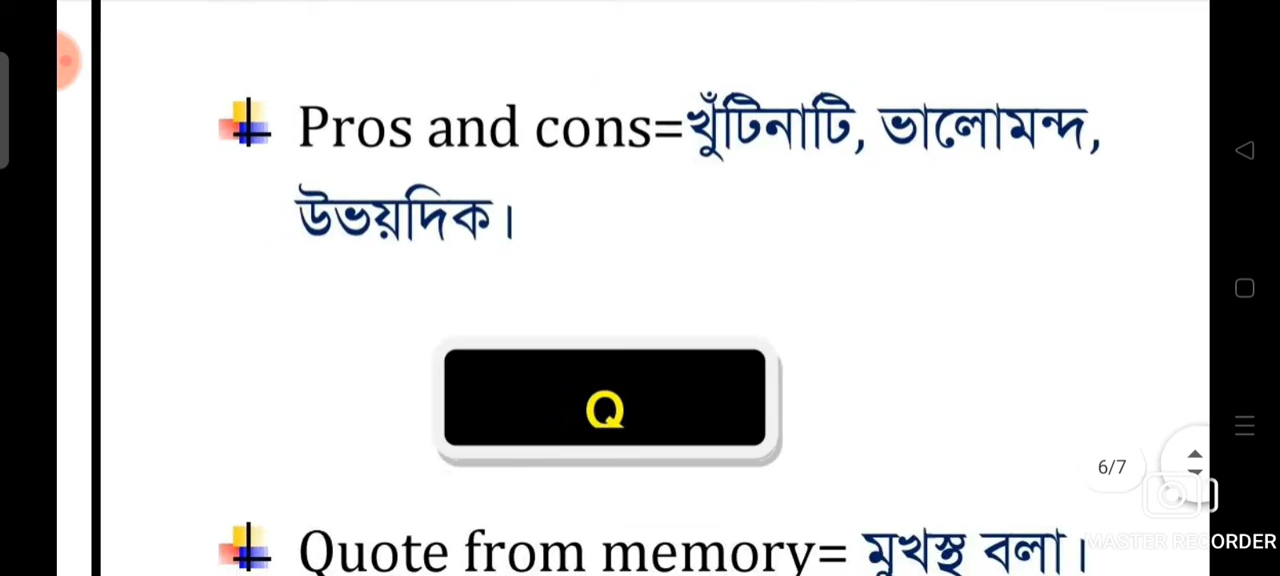 Pros and cons=খুঁটিনাটি, ভালোমন্দ,
উভয়দিক।
Q
6/7
Quote from memory= মুখস্থ বলা।
MASTER RECORDER